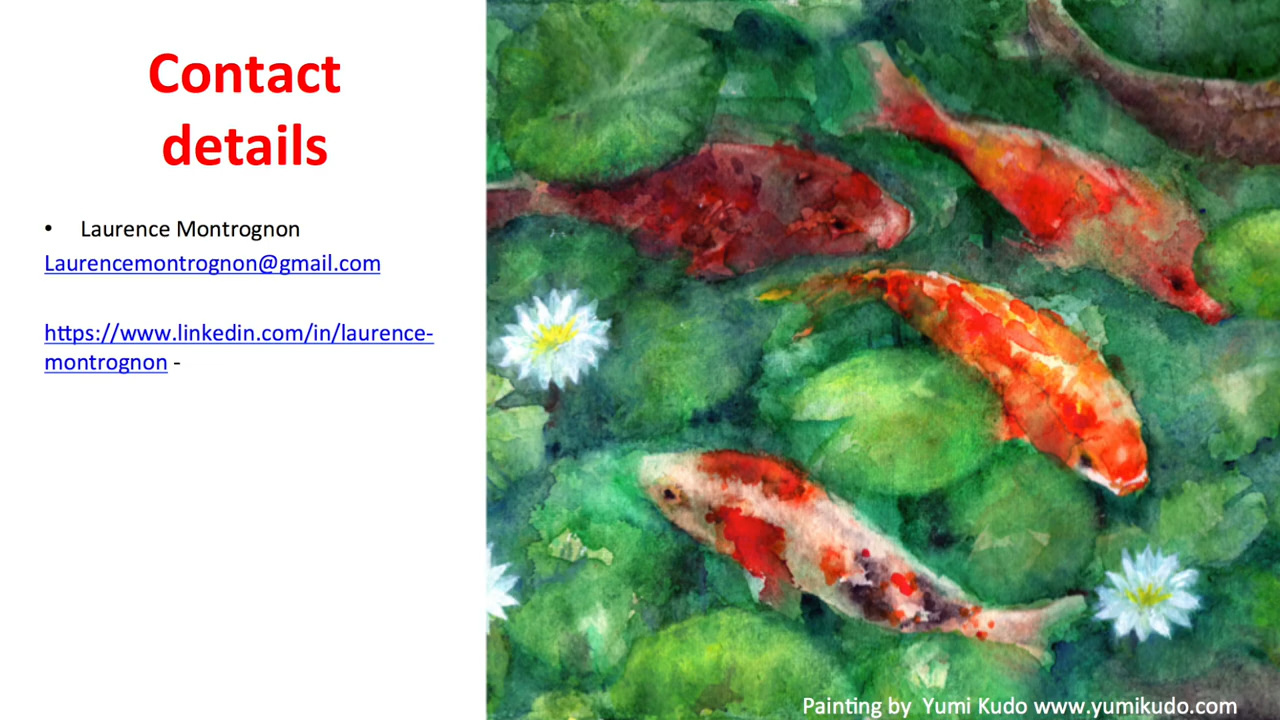 Contact
details
• Laurence Montrognon
Laurencemontrognon@gmail.com
https://www.linkedin.com/in/laurence-
montrognon -
Painting by  Yumi Kudo www.yumikudo.com